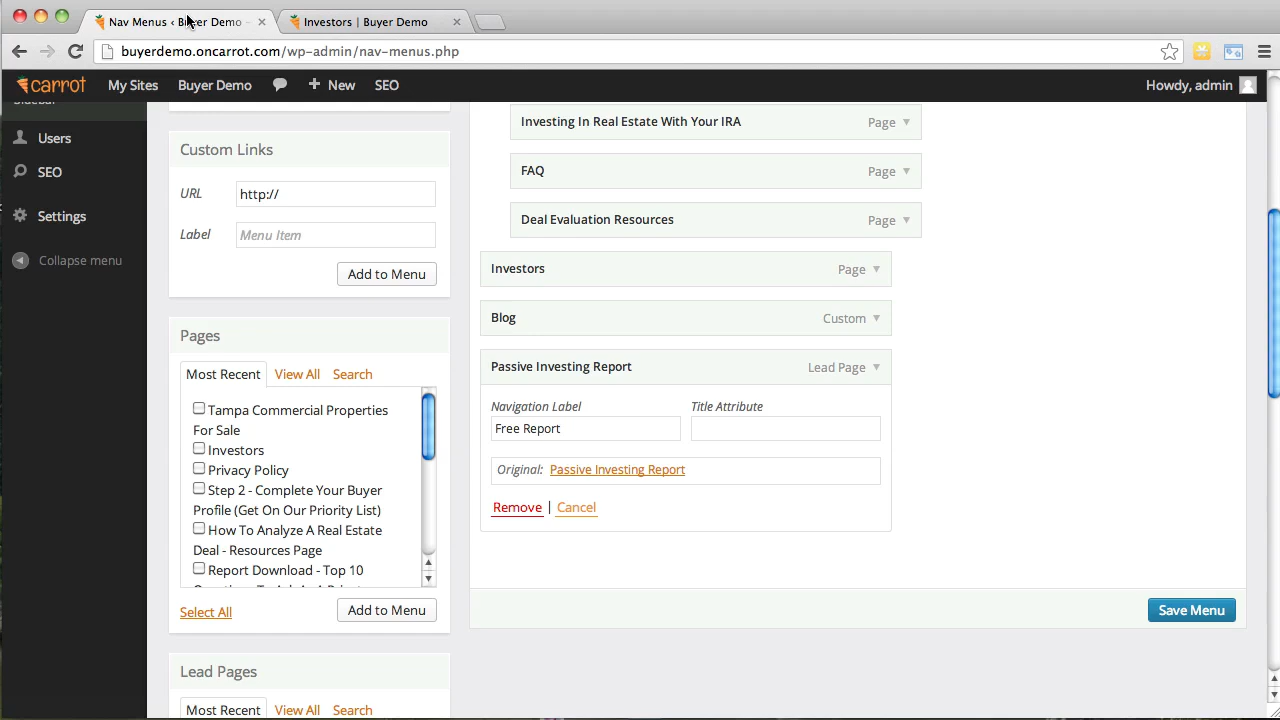 Nav Menus ‹ Buyer Demo
Investors | Buyer Demo
buyerdemo.oncarrot.com/wp-admin/nav-menus.php
carrot
My Sites
Buyer Demo
New
SEO
Howdy, admin
Sidebar
Users
SEO
Settings
Collapse menu
Custom Links
URL
http://
Label
Menu Item
Add to Menu
Pages
Most Recent
View All
Search
Tampa Commercial Properties
For Sale
Investors
Privacy Policy
Step 2 - Complete Your Buyer
Profile (Get On Our Priority List)
How To Analyze A Real Estate
Deal - Resources Page
Report Download - Top 10
Select All
Add to Menu
Lead Pages
Most Recent
View All
Search
Investing In Real Estate With Your IRA
Page
FAQ
Page
Deal Evaluation Resources
Page
Investors
Page
Blog
Custom
Passive Investing Report
Lead Page
Navigation Label
Title Attribute
Free Report
Original: Passive Investing Report
Remove | Cancel
Save Menu